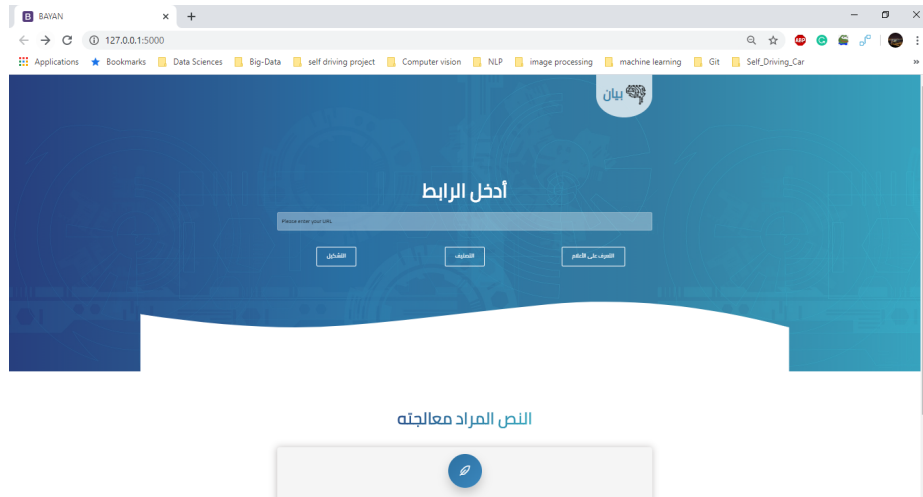 BAYAN
127.0.0.1:5000
Applications Bookmarks Data Sciences Big-Data self driving project Computer vision NLP image processing machine learning Git Self_Driving_Car »
بيان
أدخل الرابط
Please enter your URL
التعرف على الأعلام التصنيف التشكيل
النص المراد معالجته